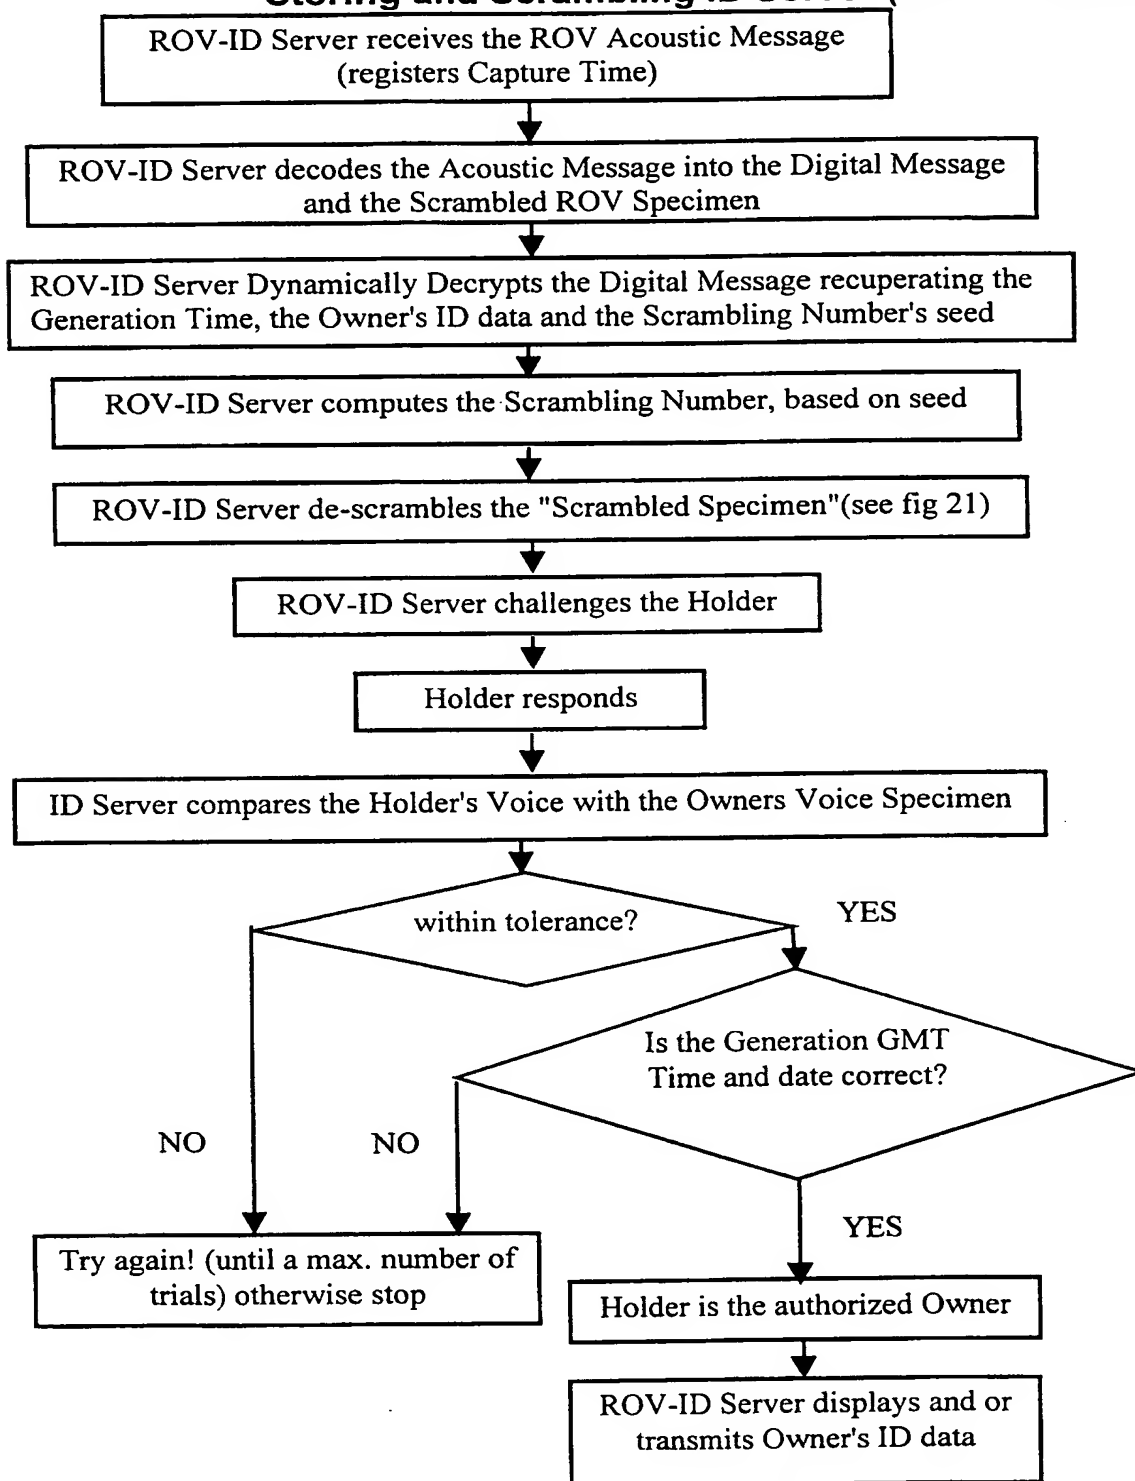 ROV-ID Server receives the ROV Acoustic Message
(registers Capture Time)
ROV-ID Server decodes the Acoustic Message into the Digital Message
and the Scrambled ROV Specimen
ROV-ID Server Dynamically Decrypts the Digital Message recuperating the
Generation Time, the Owner's ID data and the Scrambling Number's seed
ROV-ID Server computes the Scrambling Number, based on seed
ROV-ID Server de-scrambles the "Scrambled Specimen"(see fig 21)
ROV-ID Server challenges the Holder
Holder responds
ID Server compares the Holder's Voice with the Owners Voice Specimen
within tolerance?
YES
Is the Generation GMT
Time and date correct?
NO
NO
YES
Try again! (until a max. number of
trials) otherwise stop
Holder is the authorized Owner
ROV-ID Server displays and or
transmits Owner's ID data